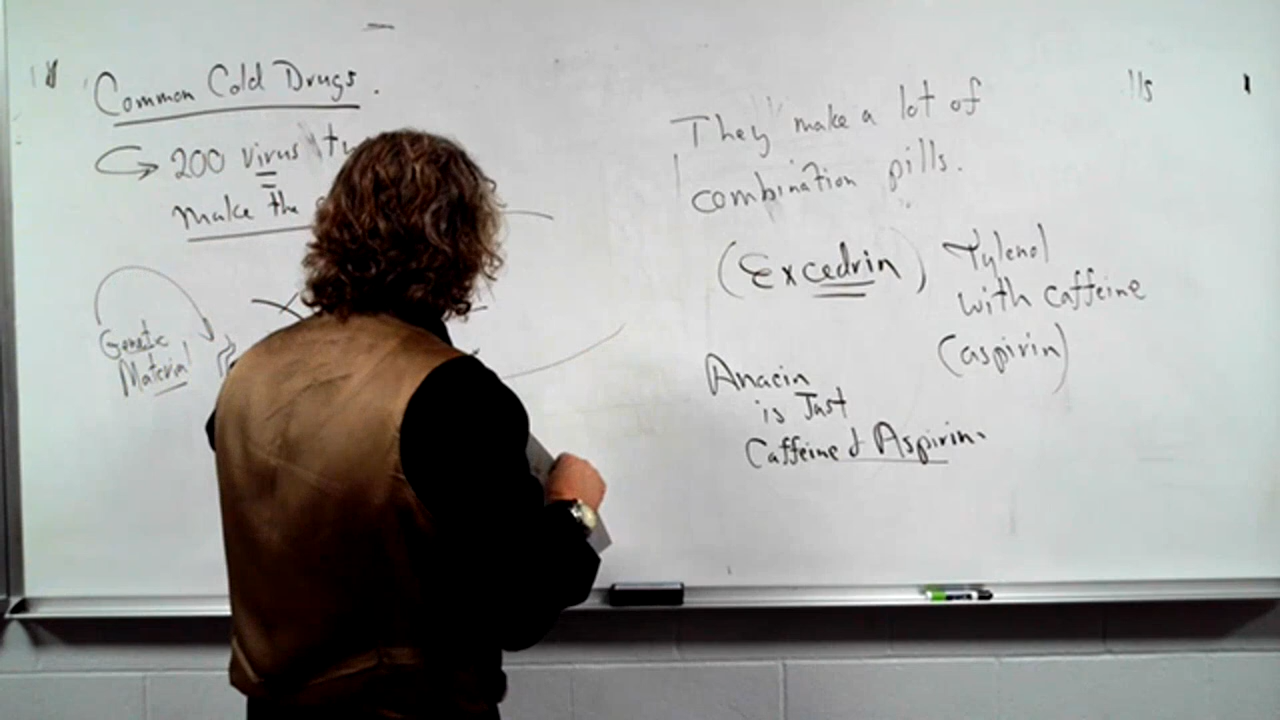 Common Cold Drugs.
200 virus
make the
Genetic
Material
They make a lot of
combination pills.
(Excedrin) Tylenol
with caffeine
(aspirin)
Anacin
is Just
Caffeine & Aspirin.